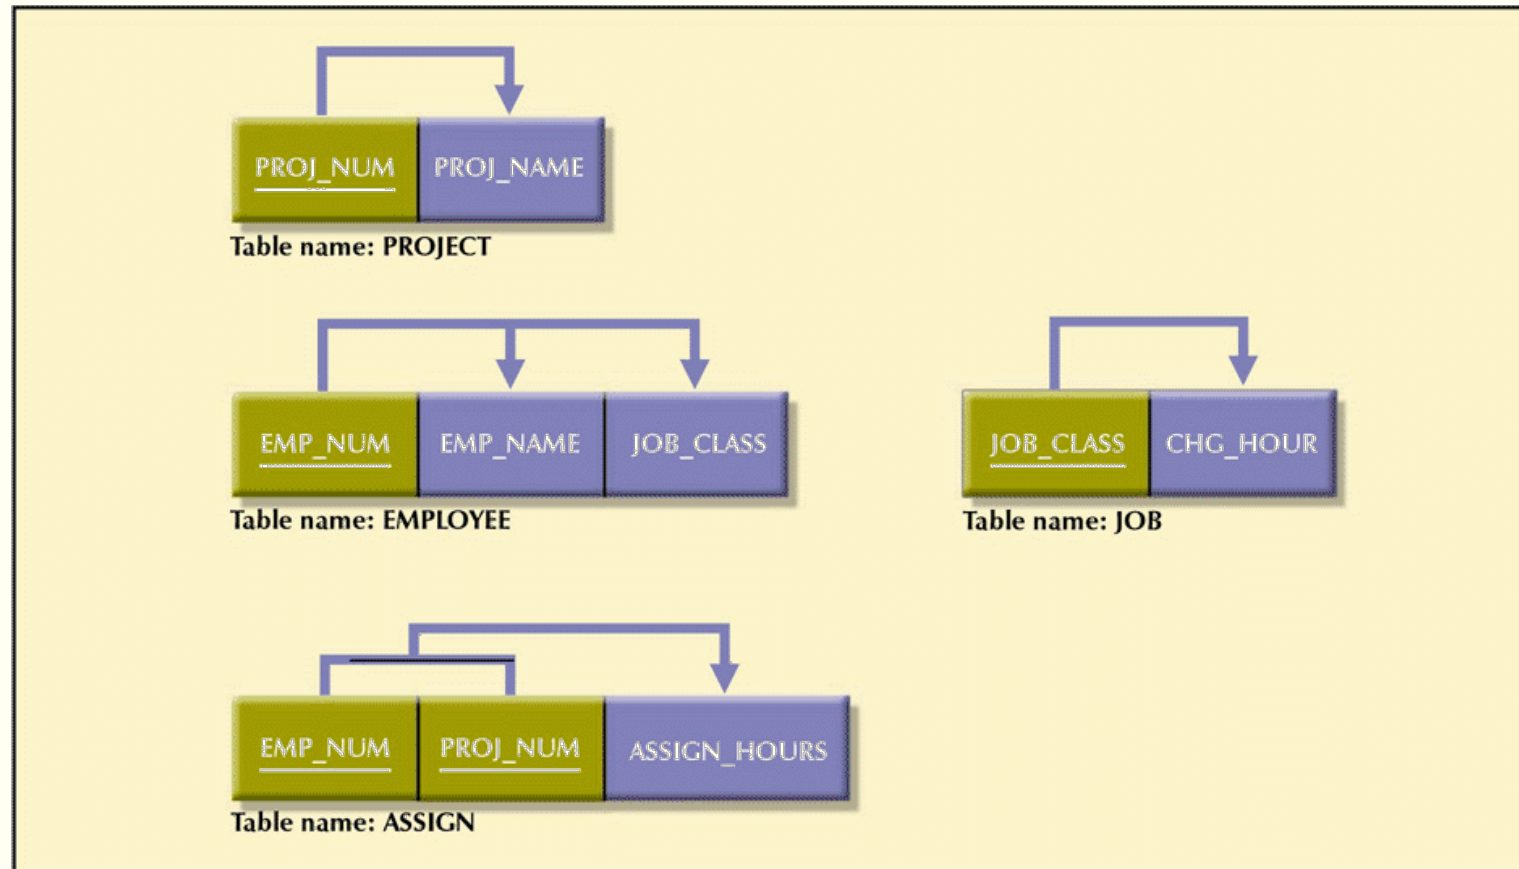 PROJ_NUM PROJ_NAME
Table name: PROJECT
EMP_NUM EMP_NAME JOB_CLASS
Table name: EMPLOYEE
JOB_CLASS CHG_HOUR
Table name: JOB
EMP_NUM PROJ_NUM ASSIGN_HOURS
Table name: ASSIGN